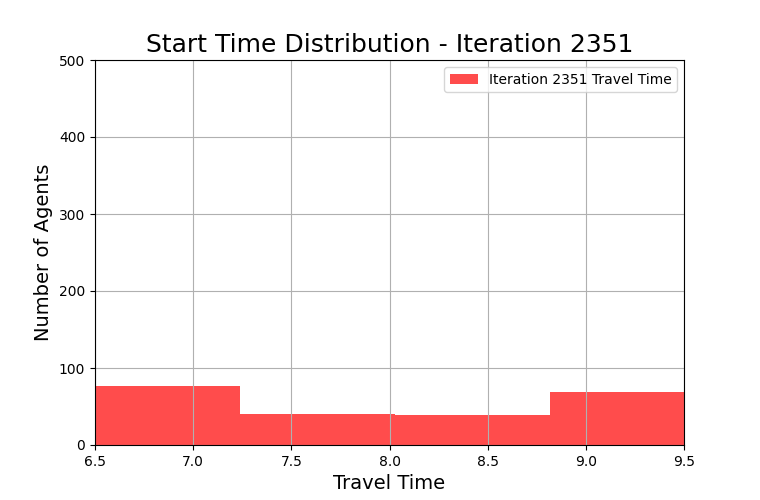 Start Time Distribution - Iteration 2351
Iteration 2351 Travel Time
Number of Agents
500
400
300
200
100
0
6.5 7.0 7.5 8.0 8.5 9.0 9.5
Travel Time